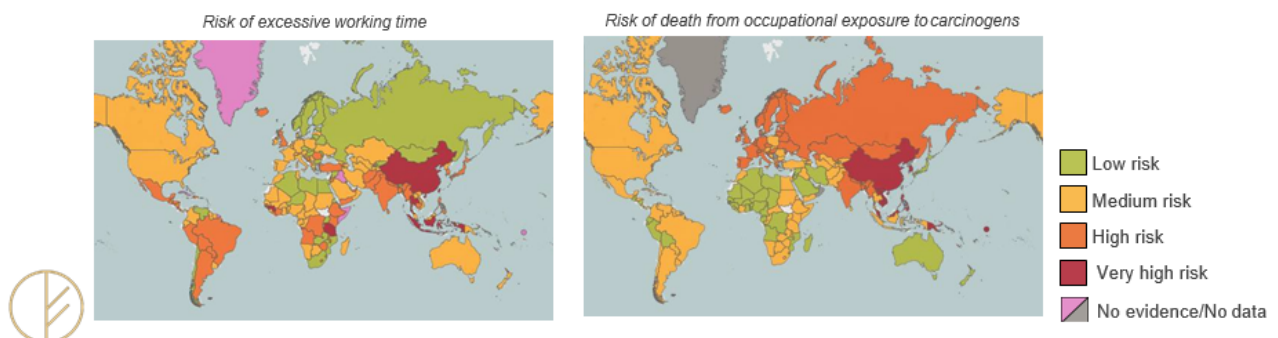 Risk of excessive working time
Risk of death from occupational exposure to carcinogens
Low risk
Medium risk
High risk
Very high risk
No evidence/No data